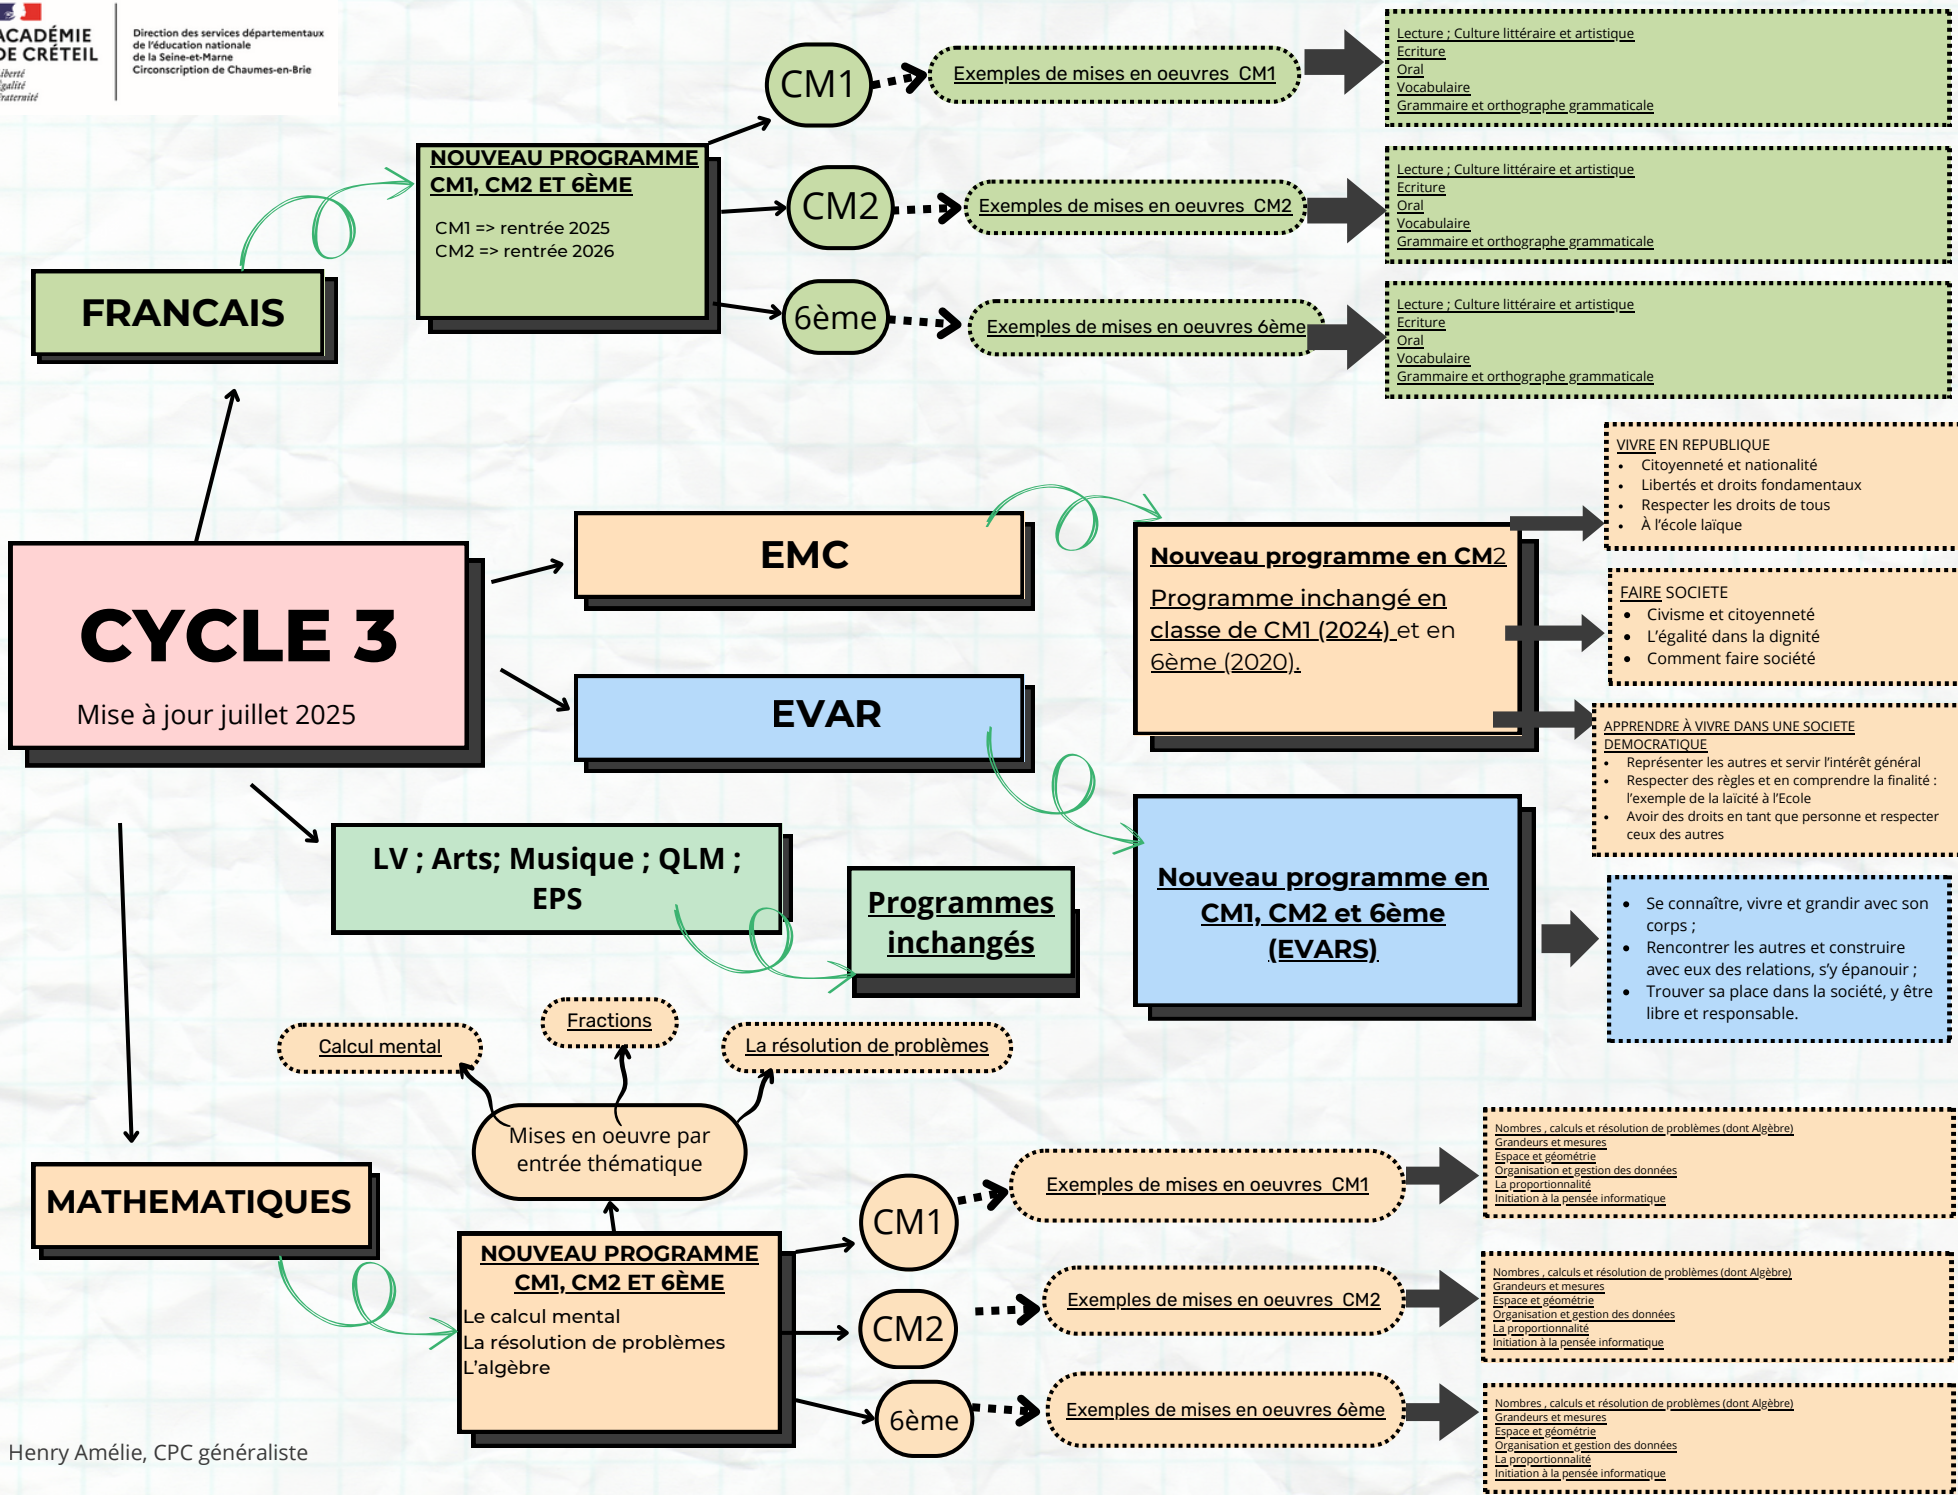 ACADÉMIE
DE CRÉTEIL
Liberté
Égalité
Fraternité
Direction des services départementaux
de l'éducation nationale
de la Seine-et-Marne
Circonscription de Chaumes-en-Brie
FRANCAIS
NOUVEAU PROGRAMME
CM1, CM2 ET 6ÈME
CM1 => rentrée 2025
CM2 => rentrée 2026
CM1
Exemples de mises en oeuvres CM1
Lecture ; Culture littéraire et artistique
Ecriture
Oral
Vocabulaire
Grammaire et orthographe grammaticale
CM2
Exemples de mises en oeuvres CM2
Lecture ; Culture littéraire et artistique
Ecriture
Oral
Vocabulaire
Grammaire et orthographe grammaticale
6ème
Exemples de mises en oeuvres 6ème
Lecture ; Culture littéraire et artistique
Ecriture
Oral
Vocabulaire
Grammaire et orthographe grammaticale
CYCLE 3
Mise à jour juillet 2025
EMC
Nouveau programme en CM2
Programme inchangé en
classe de CM1 (2024) et en
6ème (2020).
VIVRE EN REPUBLIQUE
• Citoyenneté et nationalité
• Libertés et droits fondamentaux
• Respecter les droits de tous
• À l'école laïque
FAIRE SOCIETE
• Civisme et citoyenneté
• L'égalité dans la dignité
• Comment faire société
APPRENDRE À VIVRE DANS UNE SOCIETE
DEMOCRATIQUE
• Représenter les autres et servir l'intérêt général
• Respecter des règles et en comprendre la finalité :
l'exemple de la laïcité à l'Ecole
• Avoir des droits en tant que personne et respecter
ceux des autres
EVAR
Nouveau programme en
CM1, CM2 et 6ème
(EVARS)
• Se connaître, vivre et grandir avec son
corps ;
• Rencontrer les autres et construire
avec eux des relations, s'y épanouir ;
• Trouver sa place dans la société, y être
libre et responsable.
LV ; Arts; Musique ; QLM ;
EPS
Programmes
inchangés
MATHEMATIQUES
Calcul mental
Fractions
La résolution de problèmes
Mises en oeuvre par
entrée thématique
NOUVEAU PROGRAMME
CM1, CM2 ET 6ÈME
Le calcul mental
La résolution de problèmes
L'algèbre
CM1
Exemples de mises en oeuvres CM1
Nombres , calculs et résolution de problèmes (dont Algèbre)
Grandeurs et mesures
Espace et géométrie
Organisation et gestion des données
La proportionnalité
Initiation à la pensée informatique
CM2
Exemples de mises en oeuvres CM2
Nombres , calculs et résolution de problèmes (dont Algèbre)
Grandeurs et mesures
Espace et géométrie
Organisation et gestion des données
La proportionnalité
Initiation à la pensée informatique
6ème
Exemples de mises en oeuvres 6ème
Nombres , calculs et résolution de problèmes (dont Algèbre)
Grandeurs et mesures
Espace et géométrie
Organisation et gestion des données
La proportionnalité
Initiation à la pensée informatique
Henry Amélie, CPC généraliste